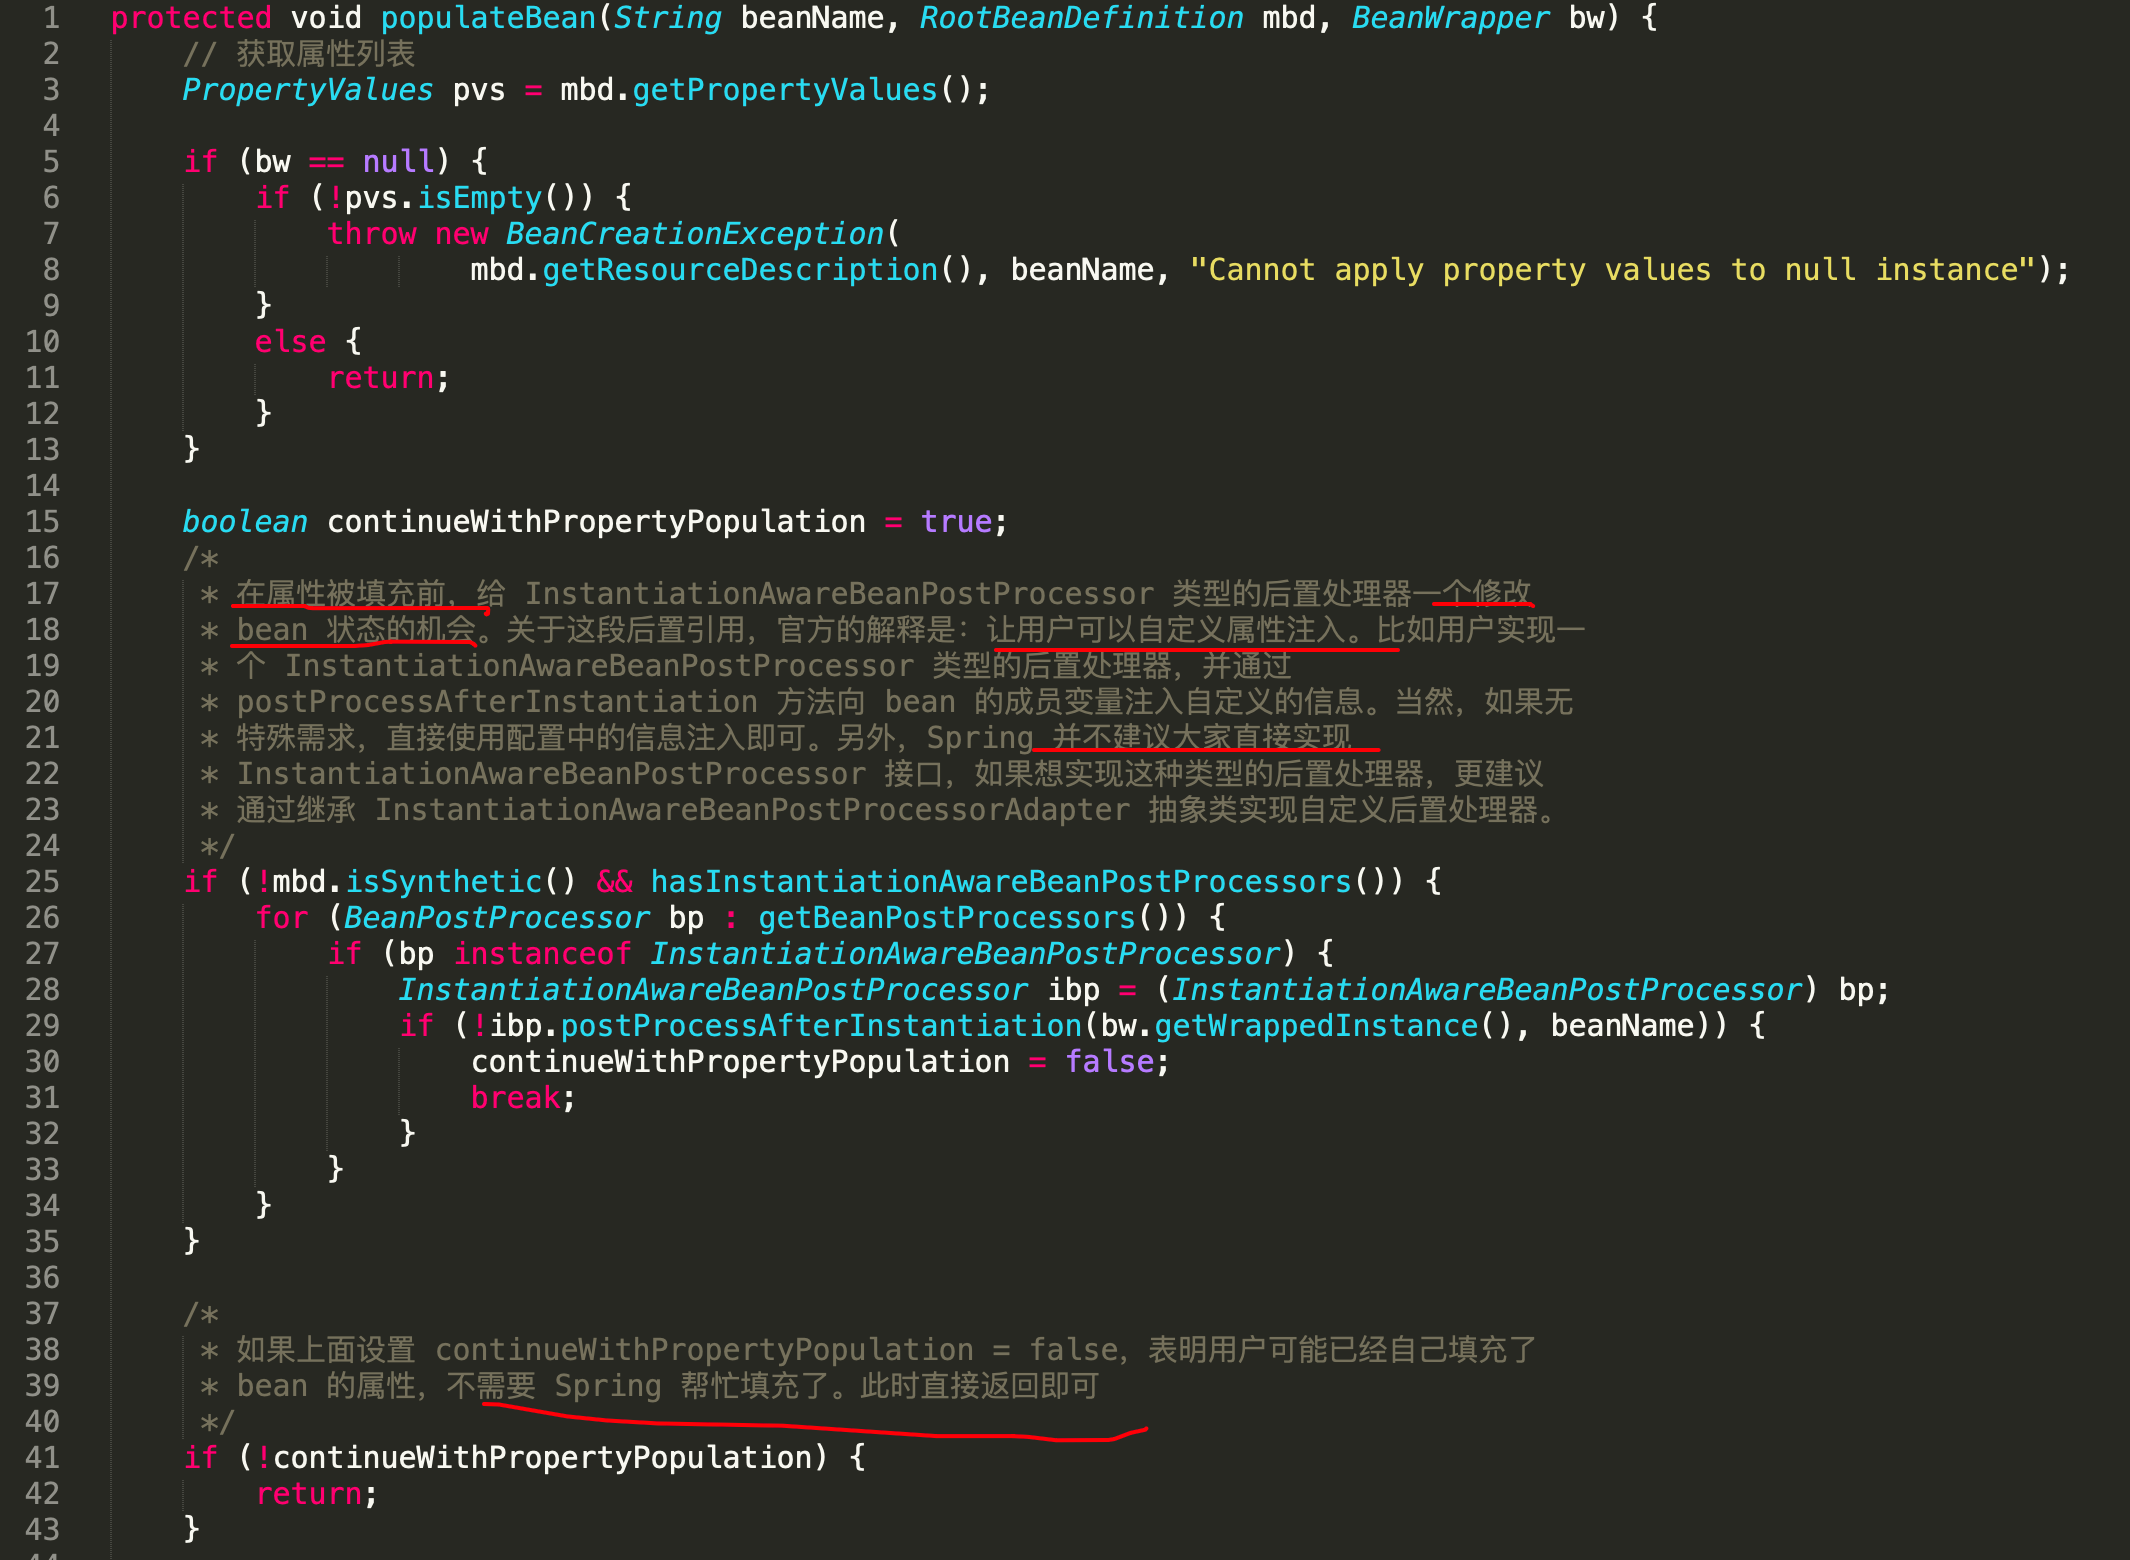 1 protected void populateBean(String beanName, RootBeanDefinition mbd, BeanWrapper bw) {
2 // 获取属性列表
3 PropertyValues pvs = mbd.getPropertyValues();
4
5 if (bw == null) {
6 if (!pvs.isEmpty()) {
7 throw new BeanCreationException(
8 mbd.getResourceDescription(), beanName, "Cannot apply property values to null instance");
9 }
10 else {
11 return;
12 }
13 }
14
15 boolean continueWithPropertyPopulation = true;
16 /*
17 * 在属性被填充前，给 InstantiationAwareBeanPostProcessor 类型的后置处理器一个修改
18 * bean 状态的机会。关于这段后置引用，官方的解释是：让用户可以自定义属性注入。比如用户实现一
19 * 个 InstantiationAwareBeanPostProcessor 类型的后置处理器，并通过
20 * postProcessAfterInstantiation 方法向 bean 的成员变量注入自定义的信息。当然，如果无
21 * 特殊需求，直接使用配置中的信息注入即可。另外，Spring 并不建议大家直接实现
22 * InstantiationAwareBeanPostProcessor 接口，如果想实现这种类型的后置处理器，更建议
23 * 通过继承 InstantiationAwareBeanPostProcessorAdapter 抽象类实现自定义后置处理器。
24 */
25 if (!mbd.isSynthetic() && hasInstantiationAwareBeanPostProcessors()) {
26 for (BeanPostProcessor bp : getBeanPostProcessors()) {
27 if (bp instanceof InstantiationAwareBeanPostProcessor) {
28 InstantiationAwareBeanPostProcessor ibp = (InstantiationAwareBeanPostProcessor) bp;
29 if (!ibp.postProcessAfterInstantiation(bw.getWrappedInstance(), beanName)) {
30 continueWithPropertyPopulation = false;
31 break;
32 }
33 }
34 }
35 }
36
37 /*
38 * 如果上面设置 continueWithPropertyPopulation = false，表明用户可能已经自己填充了
39 * bean 的属性，不需要 Spring 帮忙填充了。此时直接返回即可
40 */
41 if (!continueWithPropertyPopulation) {
42 return;
43 }